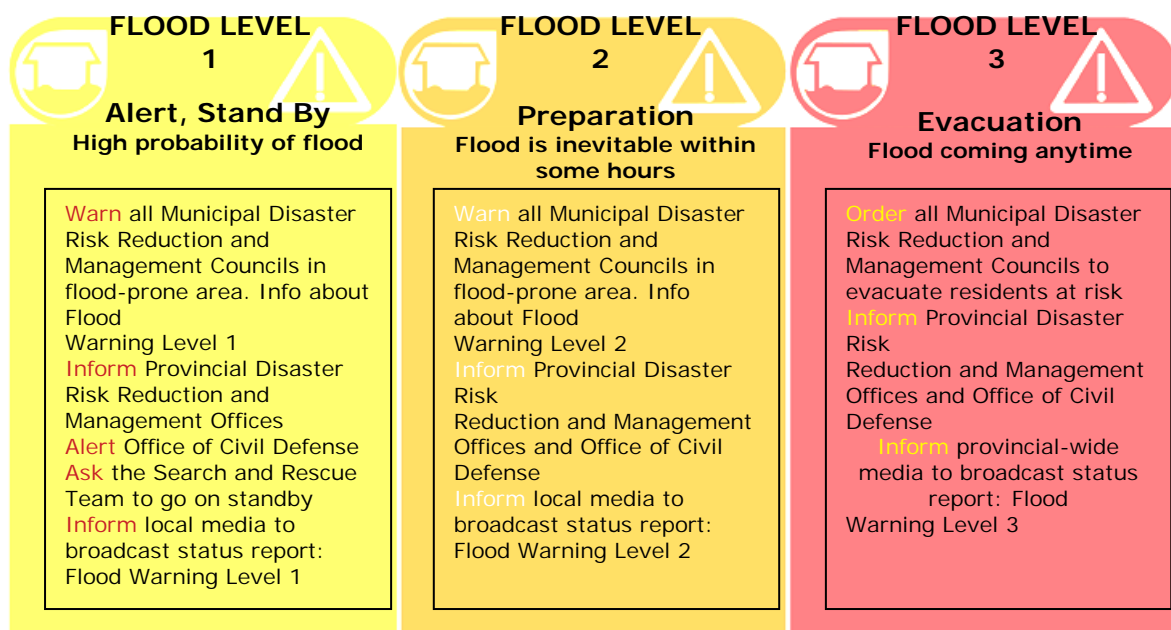 FLOOD LEVEL
1
Alert, Stand By
High probability of flood
Warn all Municipal Disaster
Risk Reduction and
Management Councils in
flood-prone area. Info about
Flood
Warning Level 1
Inform Provincial Disaster
Risk Reduction and
Management Offices
Alert Office of Civil Defense
Ask the Search and Rescue
Team to go on standby
Inform local media to
broadcast status report:
Flood Warning Level 1
FLOOD LEVEL
2
Preparation
Flood is inevitable within
some hours
Warn all Municipal Disaster
Risk Reduction and
Management Councils in
flood-prone area. Info
about Flood
Warning Level 2
Inform Provincial Disaster
Risk
Reduction and Management
Offices and Office of Civil
Defense
Inform local media to
broadcast status report:
Flood Warning Level 2
FLOOD LEVEL
3
Evacuation
Flood coming anytime
Order all Municipal Disaster
Risk Reduction and
Management Councils to
evacuate residents at risk
Inform Provincial Disaster
Risk
Reduction and Management
Offices and Office of Civil
Defense
Inform provincial-wide
media to broadcast status
report: Flood
Warning Level 3